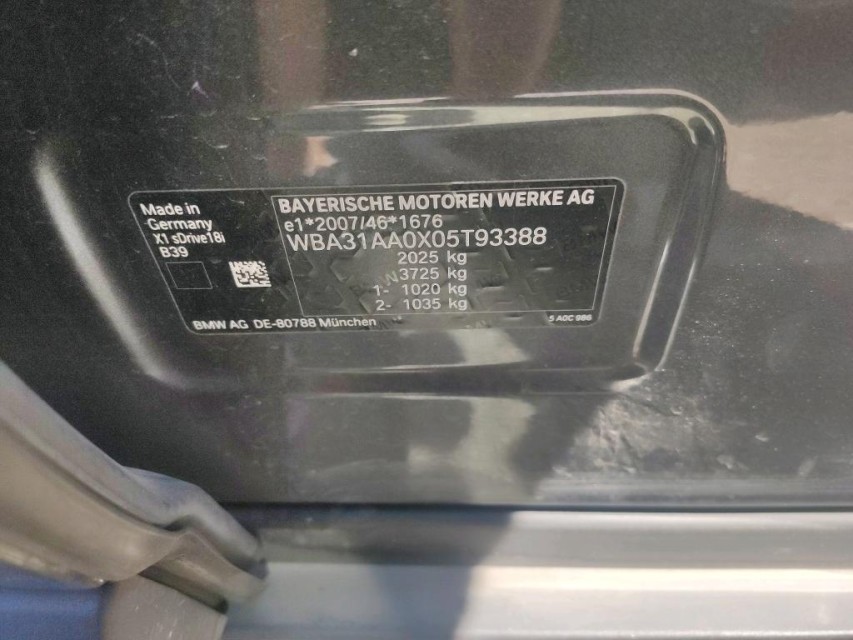 Made in
Germany
X1 sDrive18i
B39
BAYERISCHE MOTOREN WERKE AG
e1*2007/46*1676
WBA31AA0X05T93388
2025 kg
3725 kg
1- 1020 kg
2- 1035 kg
BMW AG DE-80788 München
5 A0C 986